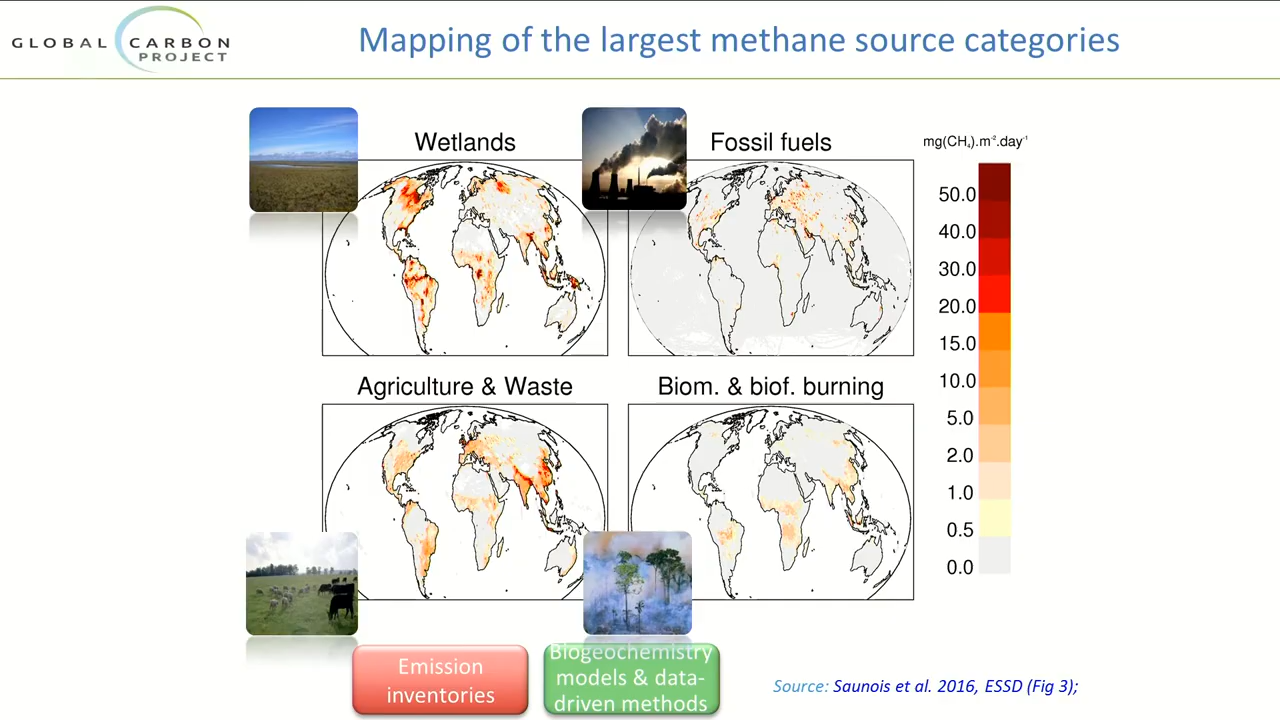 GLOBAL CARBON
PROJECT
Mapping of the largest methane source categories
Wetlands
Fossil fuels
mg(CH₄).m⁻².day⁻¹
50.0
40.0
30.0
20.0
15.0
10.0
5.0
2.0
1.0
0.5
0.0
Agriculture & Waste
Biom. & biof. burning
Emission
inventories
Biogeochemistry
models & data-
driven methods
Source: Saunois et al. 2016, ESSD (Fig 3);